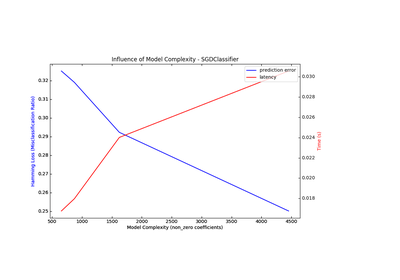 Influence of Model Complexity - SGDClassifier
prediction error
latency
Hamming Loss (Misclassification Ratio)
0.32
0.31
0.30
0.29
0.28
0.27
0.26
0.25
0.030
0.028
0.026
0.024
0.022
0.020
0.018
Time (s)
500 1000 1500 2000 2500 3000 3500 4000 4500
Model Complexity (non_zero coefficients)